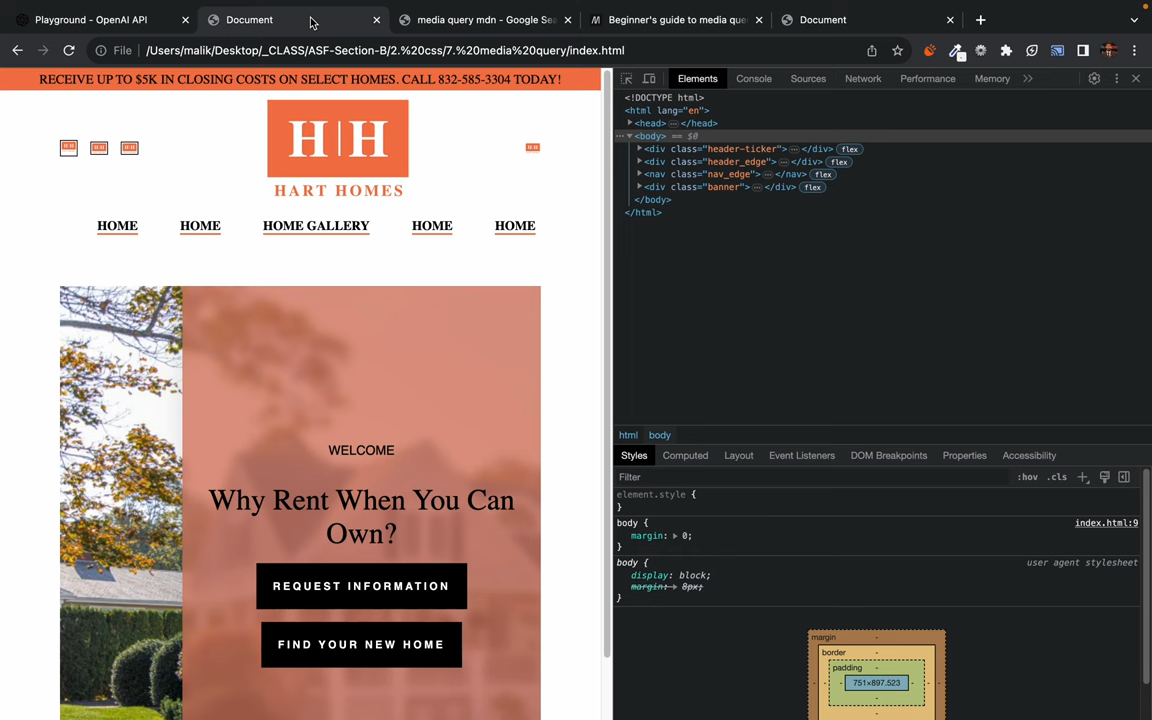 Playground - OpenAI API
Document
media query mdn - Google Sea
Beginner's guide to media que
Document
File /Users/malik/Desktop/_CLASS/ASF-Section-B/2.%20css/7.%20media%20query/index.html
RECEIVE UP TO $5K IN CLOSING COSTS ON SELECT HOMES. CALL 832-585-3304 TODAY!
H|H
HART HOMES
HOME HOME HOME GALLERY HOME HOME
WELCOME
Why Rent When You Can
Own?
REQUEST INFORMATION
FIND YOUR NEW HOME
Elements Console Sources Network Performance Memory
<!DOCTYPE html>
<html lang="en">
<head> … </head>
<body> == $0
<div class="header-ticker"> … </div> flex
<div class="header_edge"> … </div> flex
<nav class="nav_edge"> … </nav> flex
<div class="banner"> … </div> flex
</body>
</html>
html body
Styles Computed Layout Event Listeners DOM Breakpoints Properties Accessibility
Filter :hov .cls
element.style {
}
body { index.html:9
margin: 0;
}
body { user agent stylesheet
display: block;
margin: 8px;
}
margin -
border -
padding -
- - - 751×897.523 - - -
-